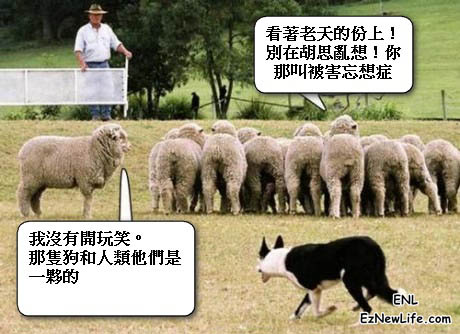 看著老天的份上！
別在胡思亂想！你
那叫被害忘想症
我沒有開玩笑。
那隻狗和人類他們是
一夥的
ENL
EzNewLife.com